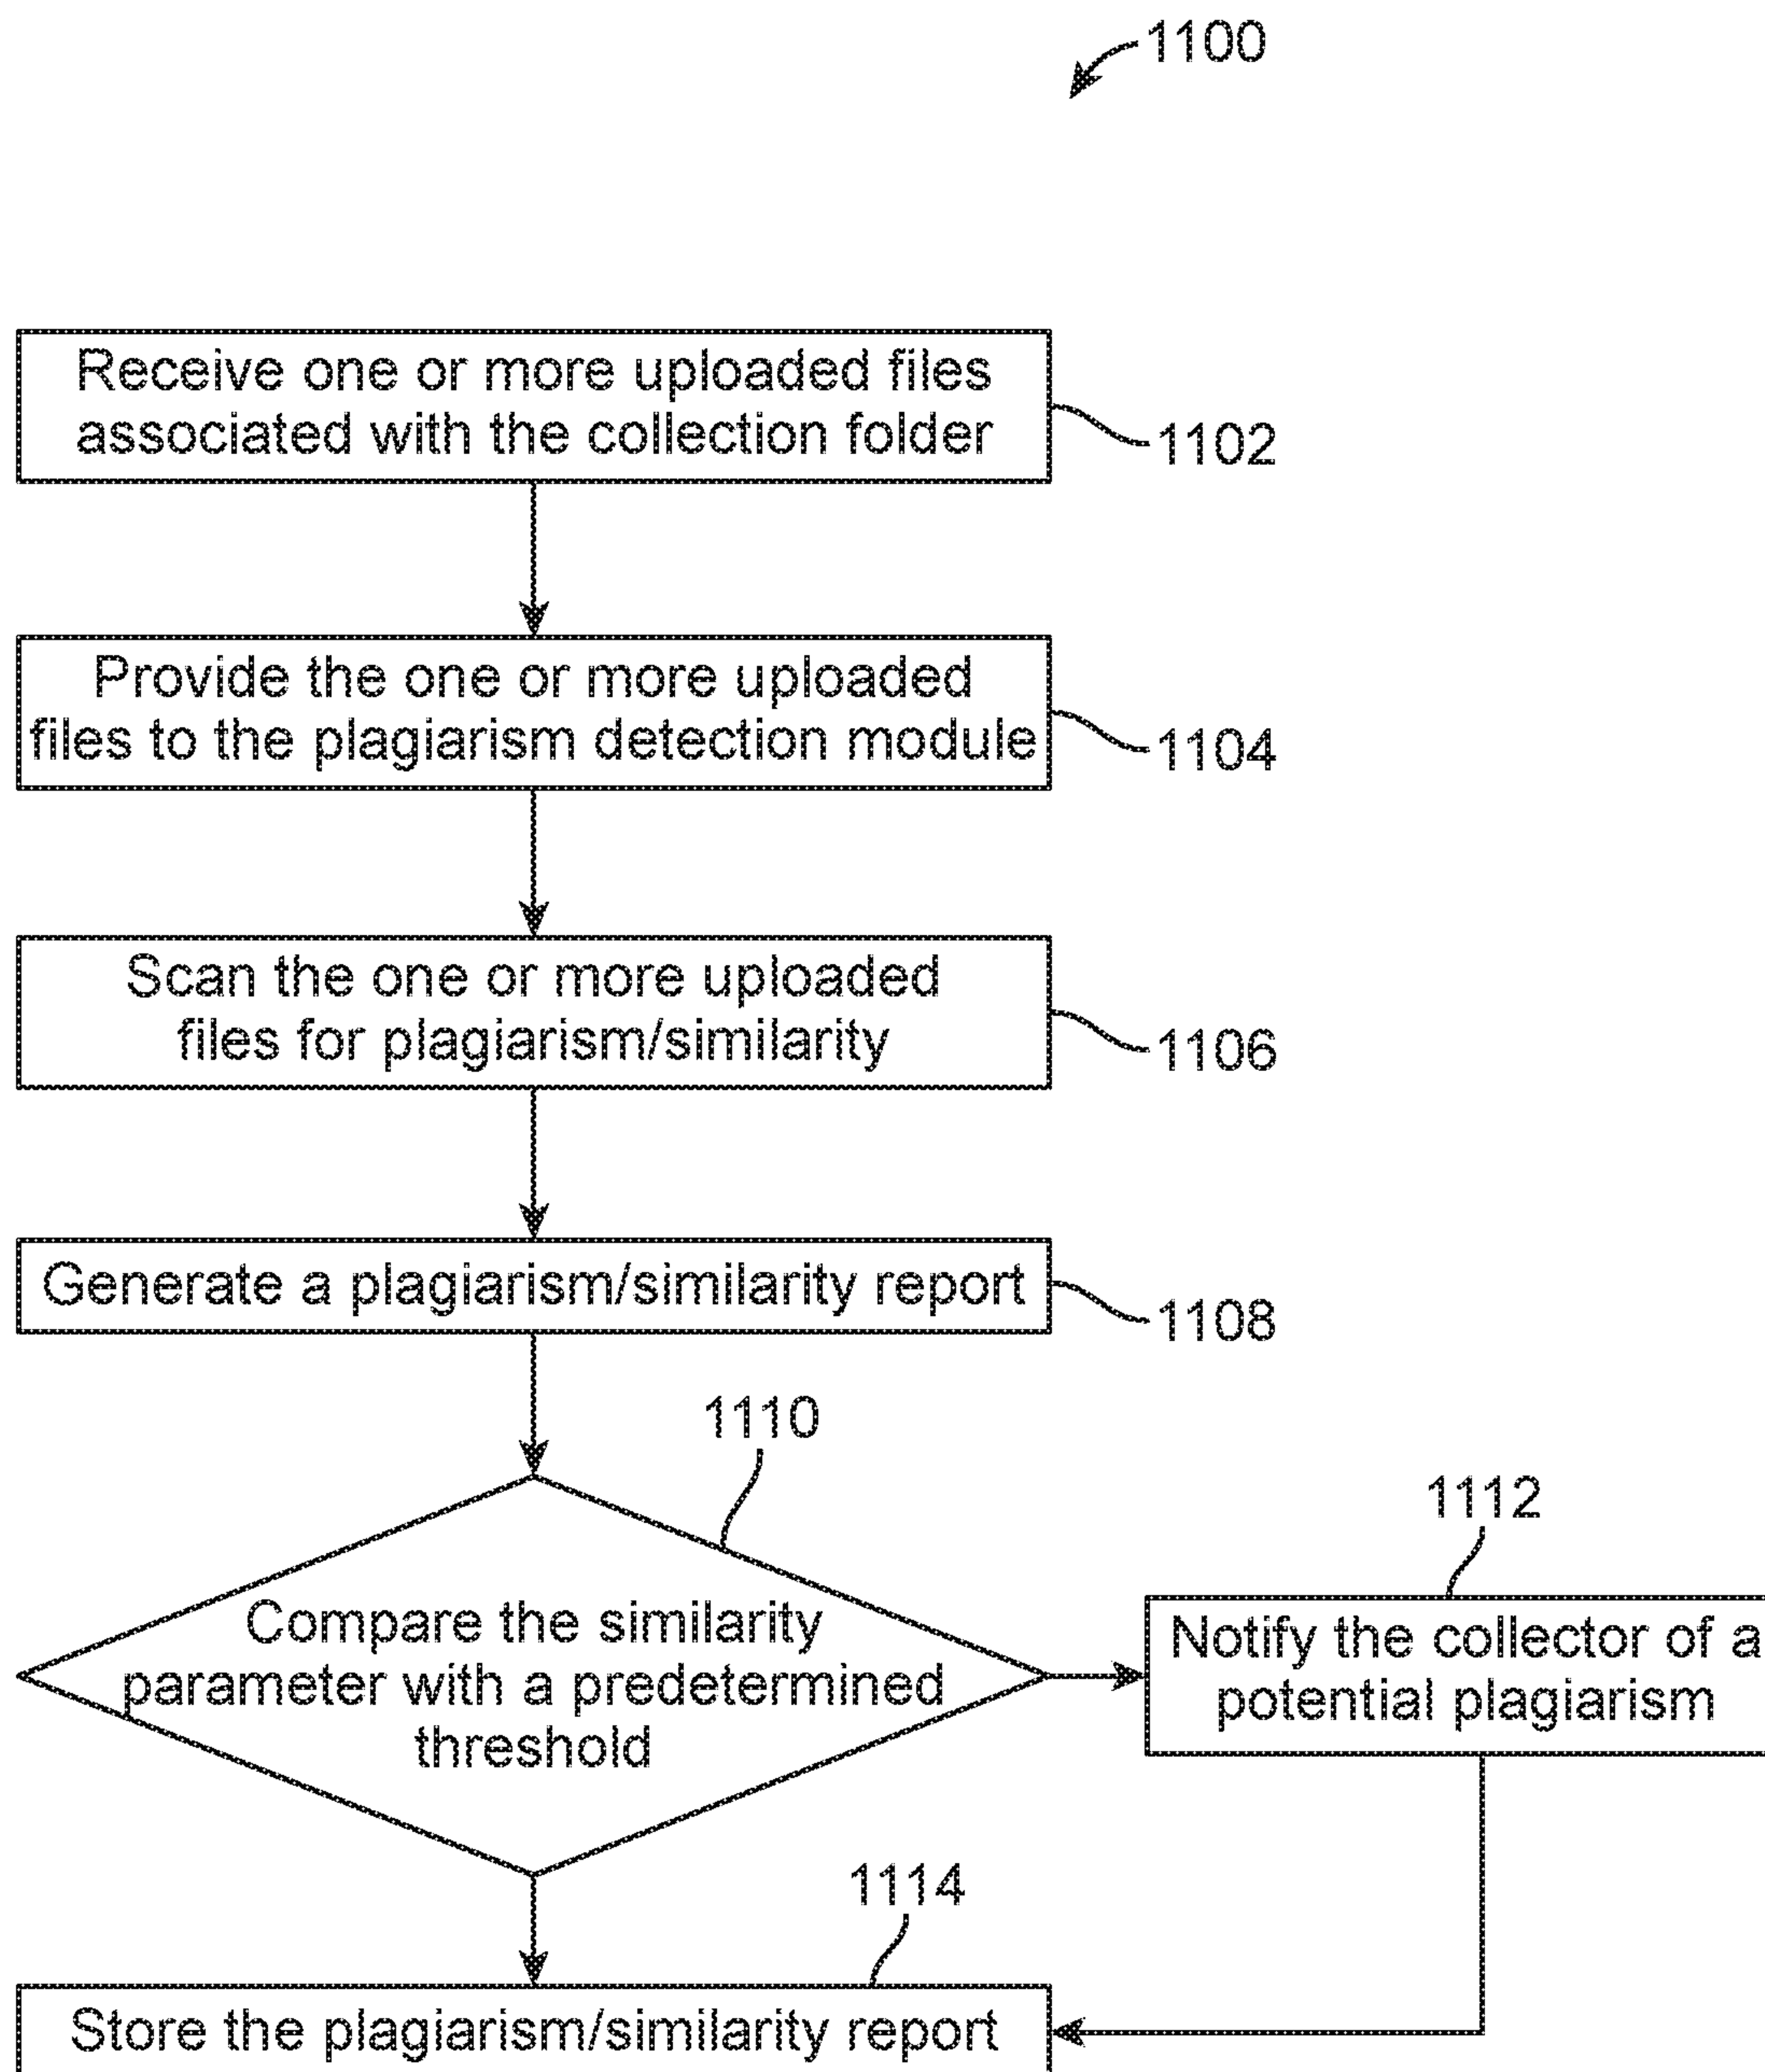 1100
Receive one or more uploaded files
associated with the collection folder
1102
Provide the one or more uploaded
files to the plagiarism detection module
1104
Scan the one or more uploaded
files for plagiarism/similarity
1106
Generate a plagiarism/similarity report
1108
1110
Compare the similarity
parameter with a predetermined
threshold
1112
Notify the collector of a
potential plagiarism
1114
Store the plagiarism/similarity report